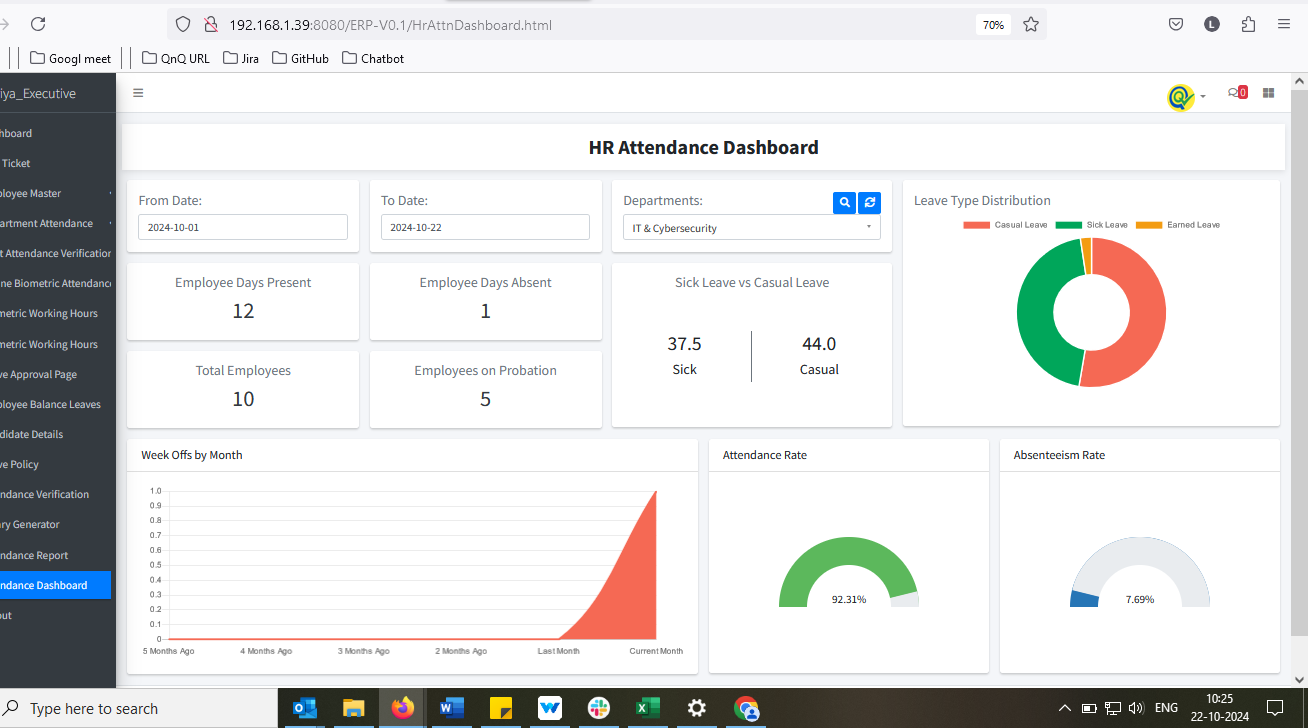 192.168.1.39:8080/ERP-V0.1/HrAttnDashboard.html
70%
L
Googl meet
QnQ URL
Jira
GitHub
Chatbot
iya_Executive
0
hboard
Ticket
ployee Master
artment Attendance
t Attendance Verification
ne Biometric Attendanc
metric Working Hours
metric Working Hours
ve Approval Page
ployee Balance Leaves
didate Details
ve Policy
ndance Verification
ary Generator
ndance Report
ndance Dashboard
out
HR Attendance Dashboard
From Date:
2024-10-01
To Date:
2024-10-22
Departments:
IT & Cybersecurity
Leave Type Distribution
Casual Leave
Sick Leave
Earned Leave
Employee Days Present
12
Employee Days Absent
1
Sick Leave vs Casual Leave
37.5
Sick
44.0
Casual
Total Employees
10
Employees on Probation
5
Week Offs by Month
1.0
0.9
0.8
0.7
0.6
0.5
0.4
0.3
0.2
0.1
0
5 Months Ago
4 Months Ago
3 Months Ago
2 Months Ago
Last Month
Current Month
Attendance Rate
92.31%
Absenteeism Rate
7.69%
Type here to search
ENG
10:25
22-10-2024